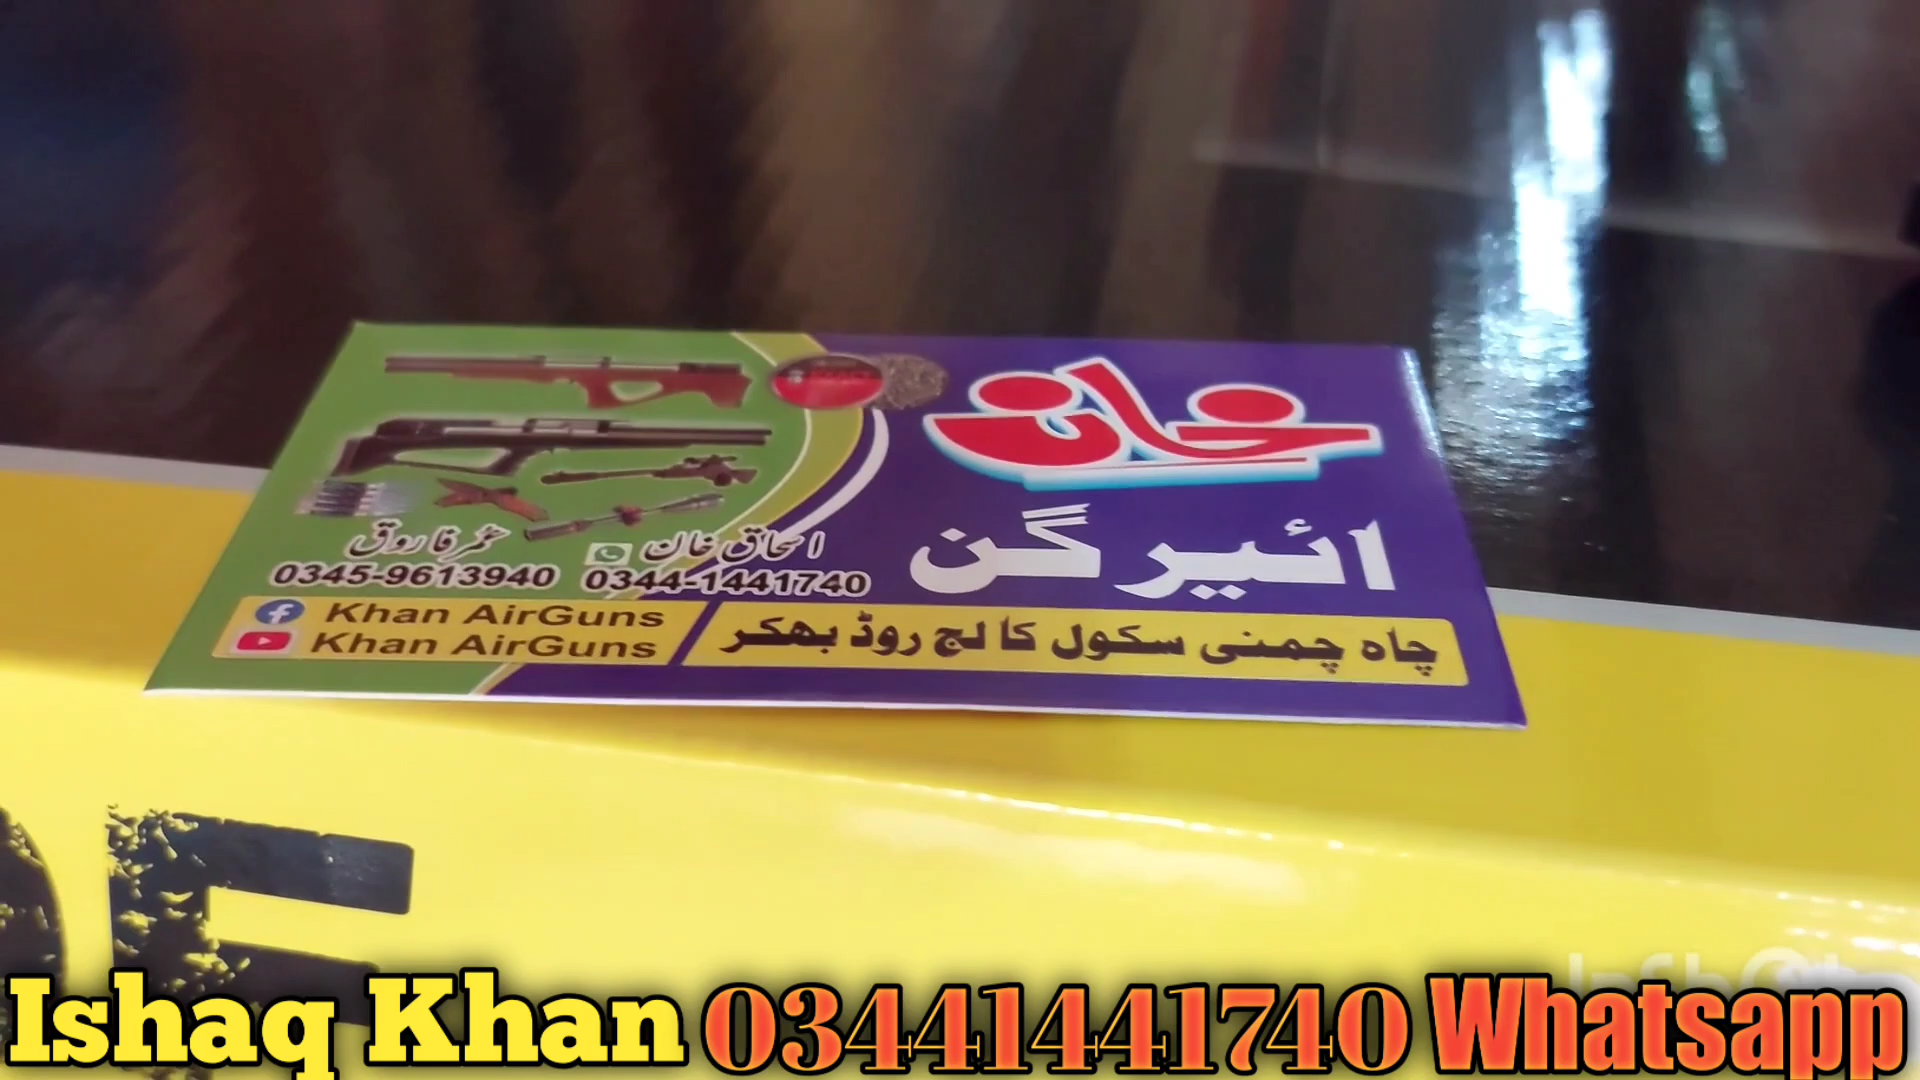 خان
ائیر گن
عمر فاروق
اسحاق خان
0345-9613940
0344-1441740
Khan AirGuns
Khan AirGuns
چاہ چمنی سکول کالج روڈ بھکر
Ishaq Khan 03441441740 Whatsapp